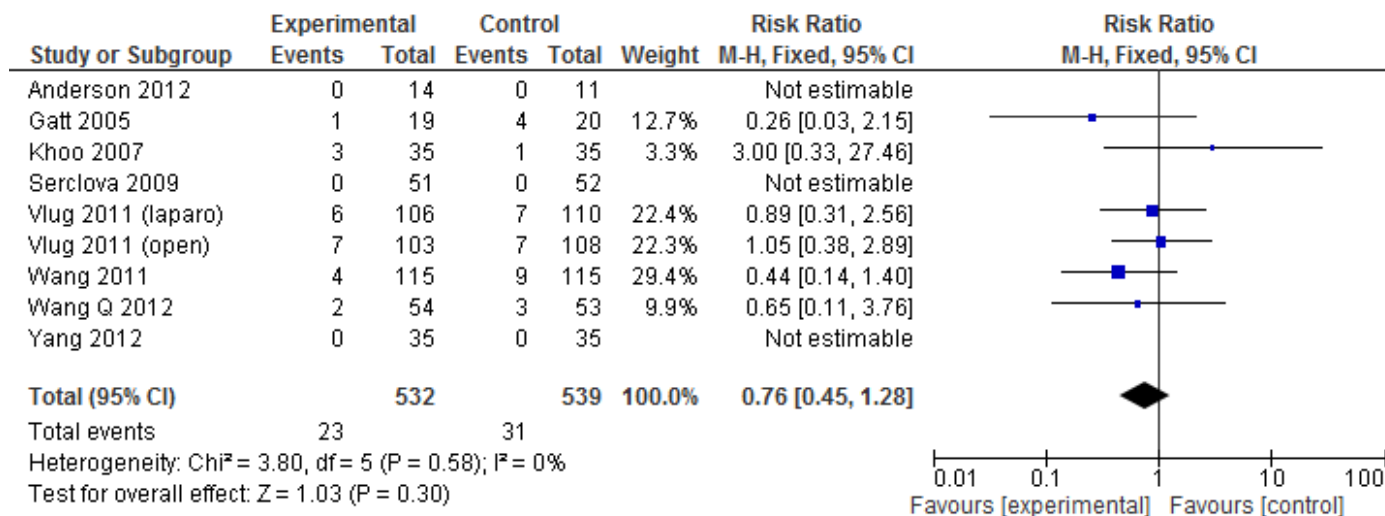 Experimental Control Risk Ratio Risk Ratio
Study or Subgroup Events Total Events Total Weight M-H, Fixed, 95% CI M-H, Fixed, 95% CI
Anderson 2012 0 14 0 11 Not estimable
Gatt 2005 1 19 4 20 12.7% 0.26 [0.03, 2.15]
Khoo 2007 3 35 1 35 3.3% 3.00 [0.33, 27.46]
Serclova 2009 0 51 0 52 Not estimable
Vlug 2011 (laparo) 6 106 7 110 22.4% 0.89 [0.31, 2.56]
Vlug 2011 (open) 7 103 7 108 22.3% 1.05 [0.38, 2.89]
Wang 2011 4 115 9 115 29.4% 0.44 [0.14, 1.40]
Wang Q 2012 2 54 3 53 9.9% 0.65 [0.11, 3.76]
Yang 2012 0 35 0 35 Not estimable
Total (95% CI) 532 539 100.0% 0.76 [0.45, 1.28]
Total events 23 31
Heterogeneity: Chi² = 3.80, df = 5 (P = 0.58); I² = 0%
Test for overall effect: Z = 1.03 (P = 0.30)
0.01 0.1 1 10 100
Favours [experimental] Favours [control]